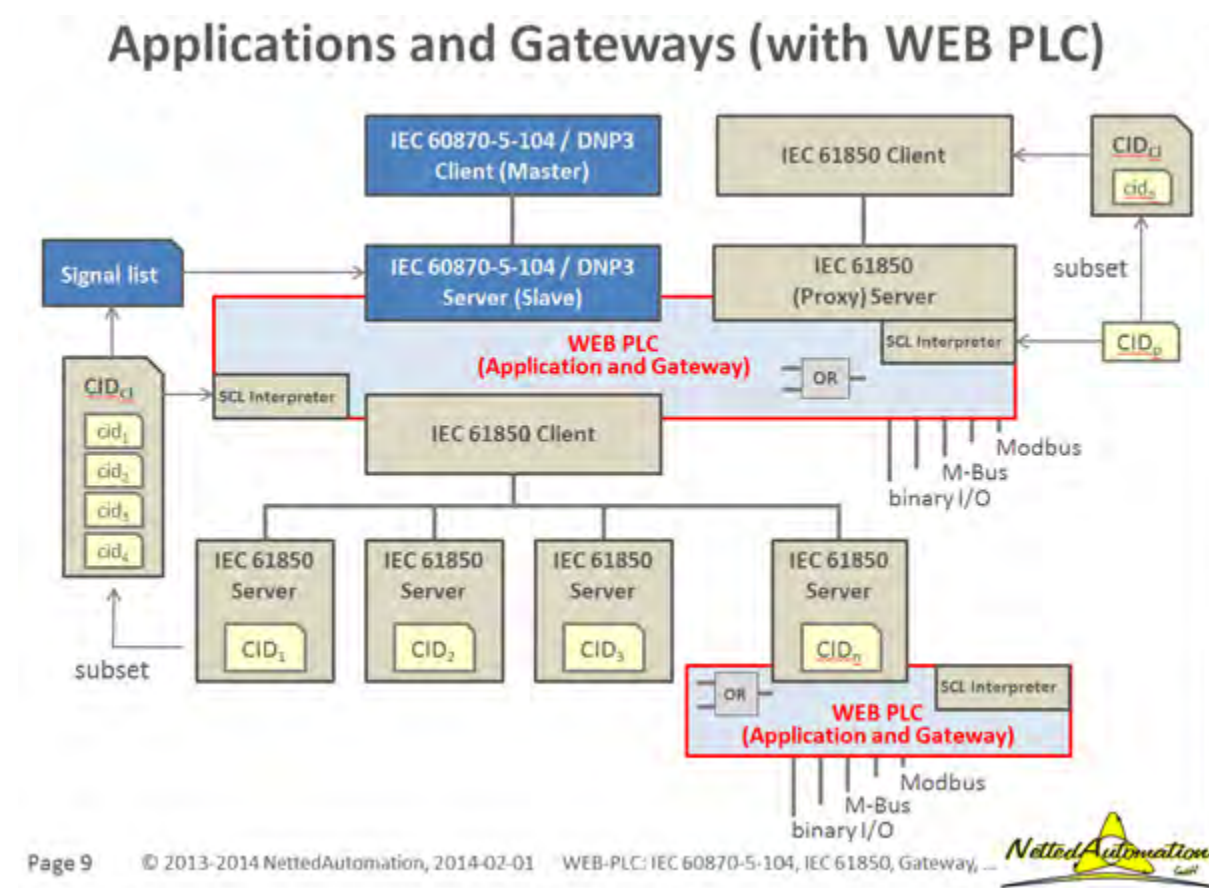 Applications and Gateways (with WEB PLC)
IEC 60870-5-104 / DNP3
Client (Master)
IEC 61850 Client
CID
cid
Signal list
IEC 60870-5-104 / DNP3
Server (Slave)
IEC 61850
(Proxy) Server
subset
WEB PLC
(Application and Gateway)
SCL Interpreter
CIDp
OR
CIDcl
SCL Interpreter
cid1
cid2
cid3
cid4
IEC 61850 Client
Modbus
M-Bus
binary I/O
IEC 61850
Server
CID1
IEC 61850
Server
CID2
IEC 61850
Server
CID3
IEC 61850
Server
CIDn
subset
OR
SCL Interpreter
WEB PLC
(Application and Gateway)
Modbus
M-Bus
binary I/O
Page 9
© 2013-2014 NettedAutomation, 2014-02-01
WEB-PLC: IEC 60870-5-104, IEC 61850, Gateway, ...
NettedAutomation
GmbH